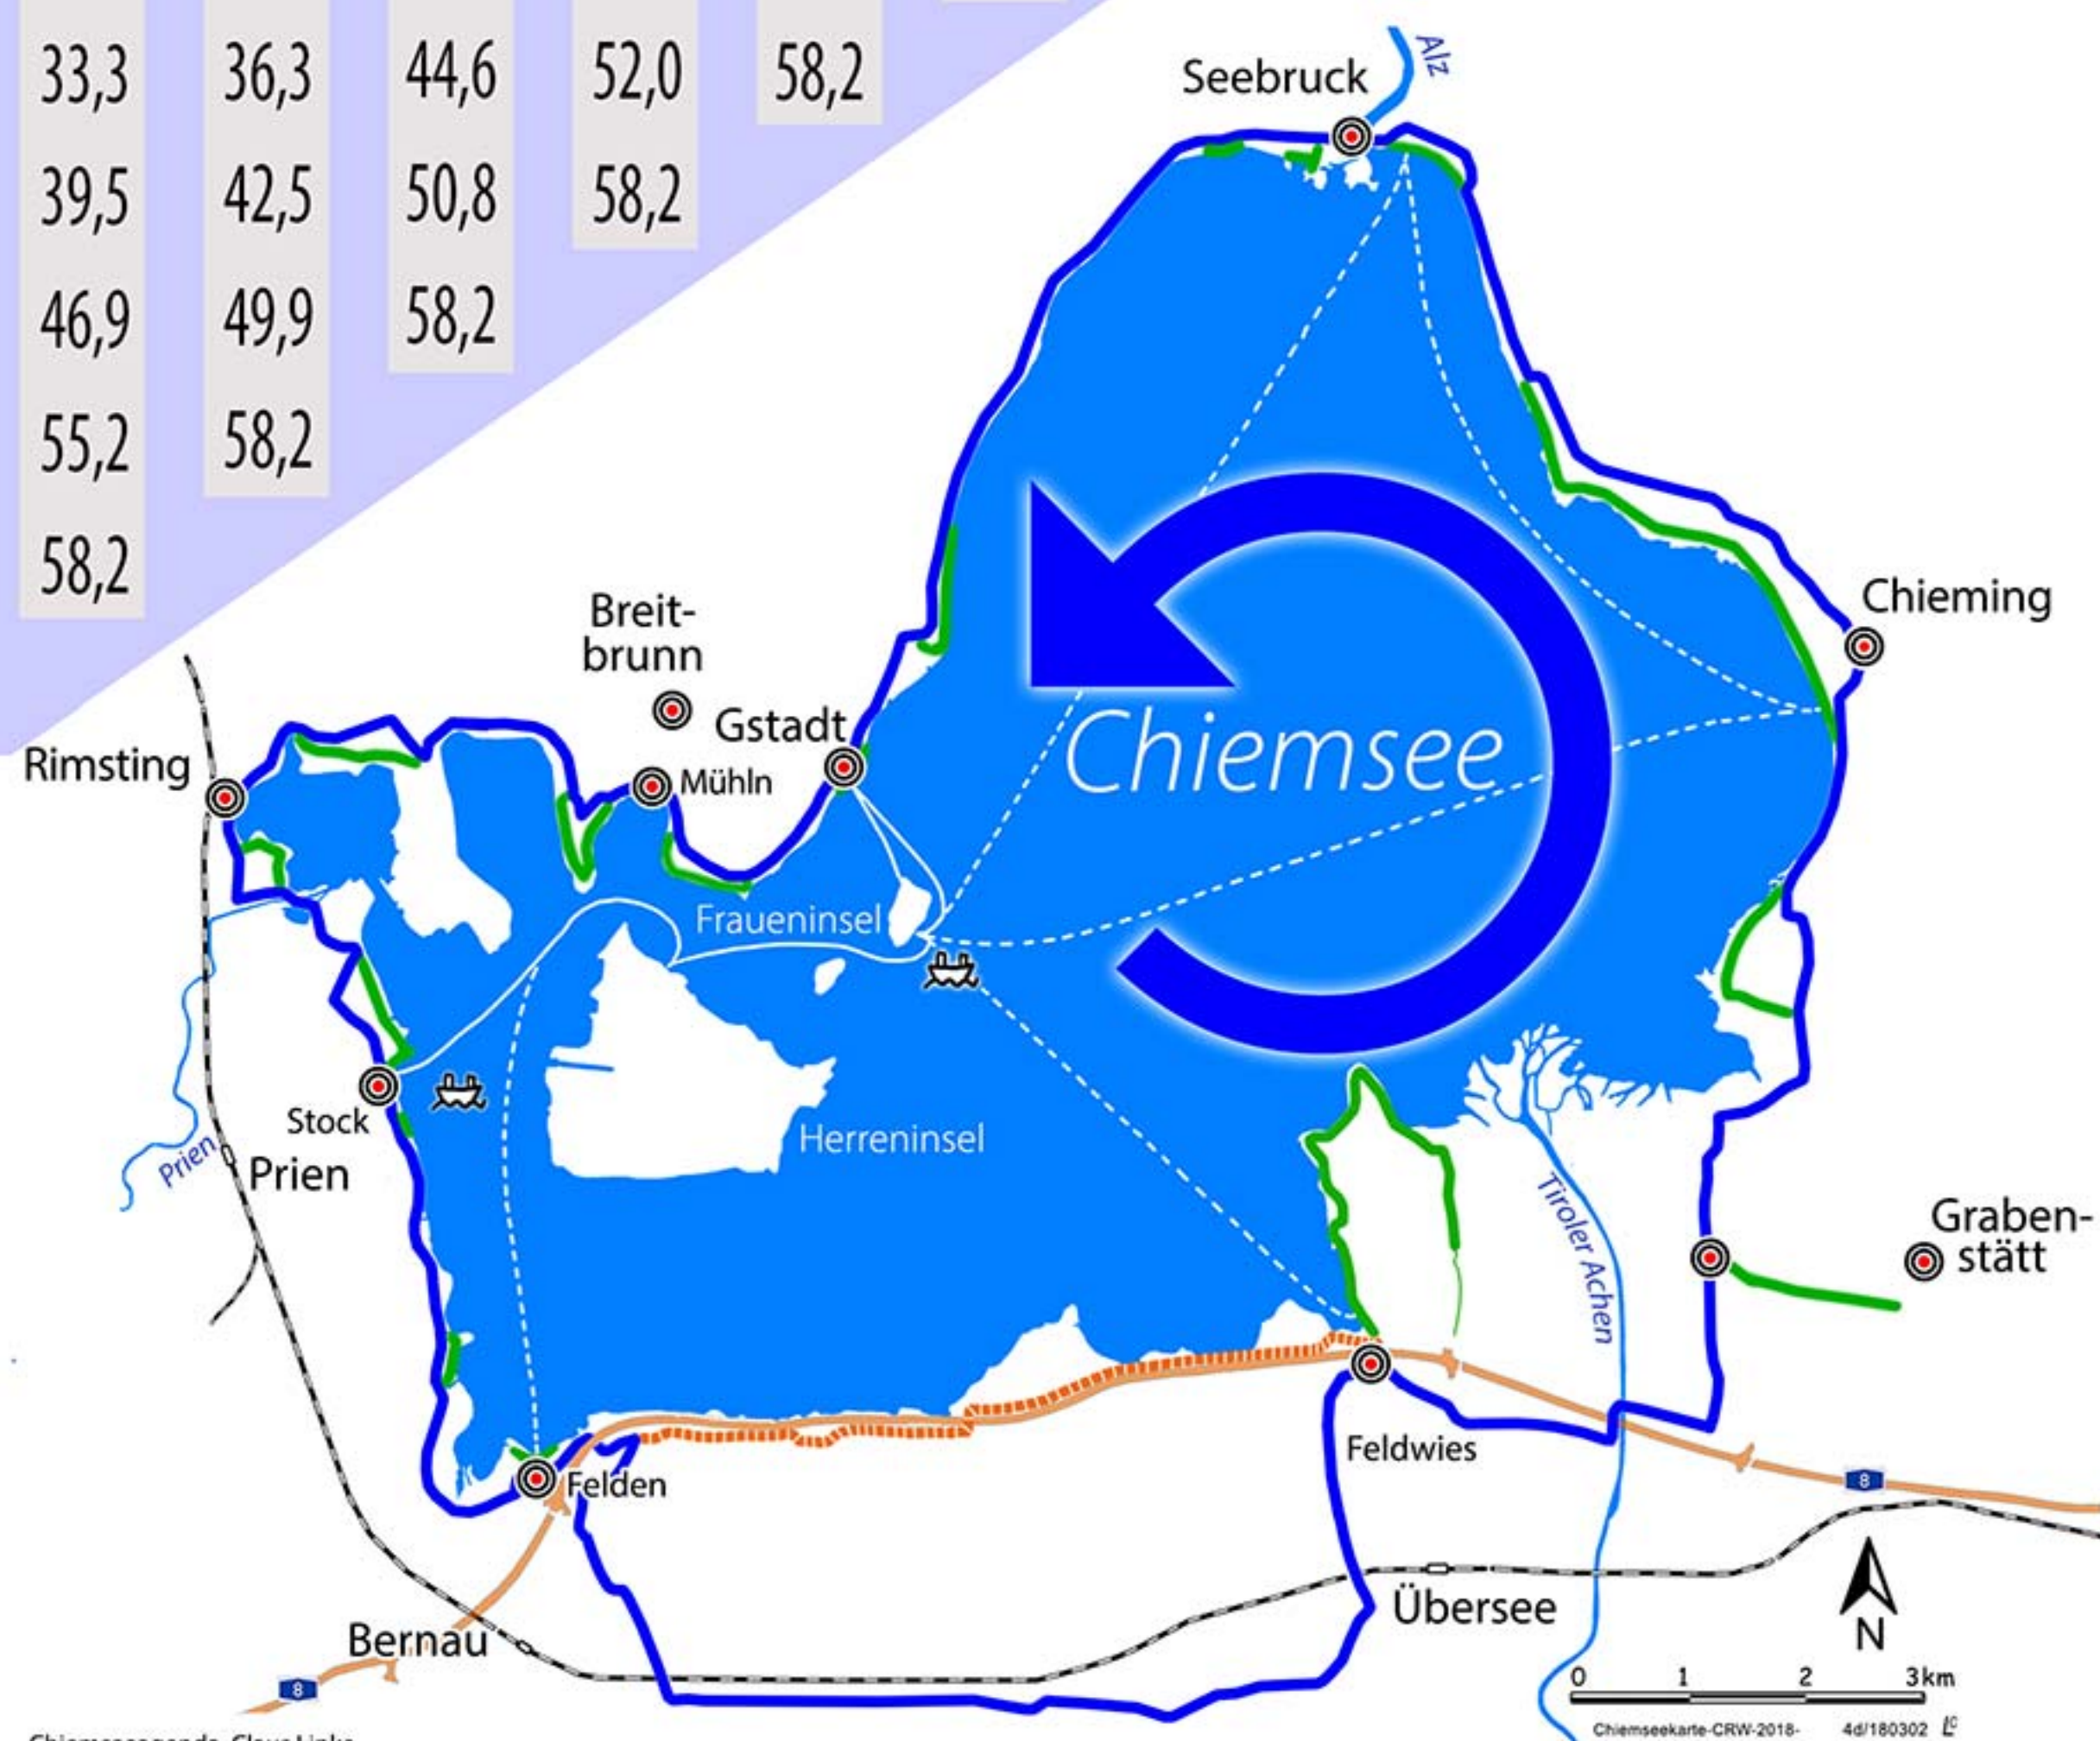 33,3 36,3 44,6 52,0 58,2
39,5 42,5 50,8 58,2
46,9 49,9 58,2
55,2 58,2
58,2
Alz
Seebruck
Chieming
Breit-
brunn
Gstadt
Rimsting
Mühln
Chiemsee
Fraueninsel
Stock
Herreninsel
Prien
Prien
Tiroler Achen
Graben-
stätt
Feldwies
Felden
8
Übersee
Bernau
8
N
0 1 2 3 km
Chiemseekarte-CRW-2018- 4d/180302